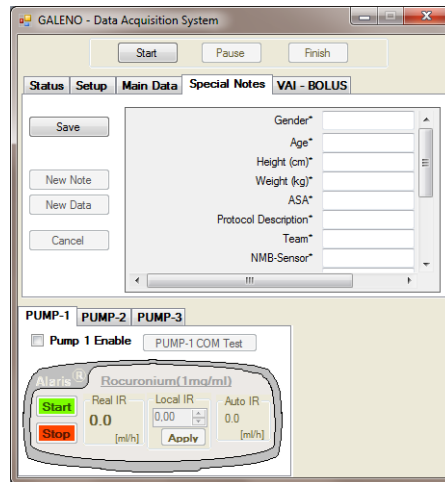 GALENO - Data Acquisition System
Start Pause Finish
Status Setup Main Data Special Notes VAI - BOLUS
Save
New Note
New Data
Cancel
Gender*
Age*
Height (cm)*
Weight (kg)*
ASA*
Protocol Description*
Team*
NMB-Sensor*
PUMP-1 PUMP-2 PUMP-3
Pump 1 Enable PUMP-1 COM Test
Alaris ® Rocuronium(1mg/ml)
Start Stop
Real IR
0.0
[ml/h]
Local IR
0,00
Apply
Auto IR
0.0
[ml/h]